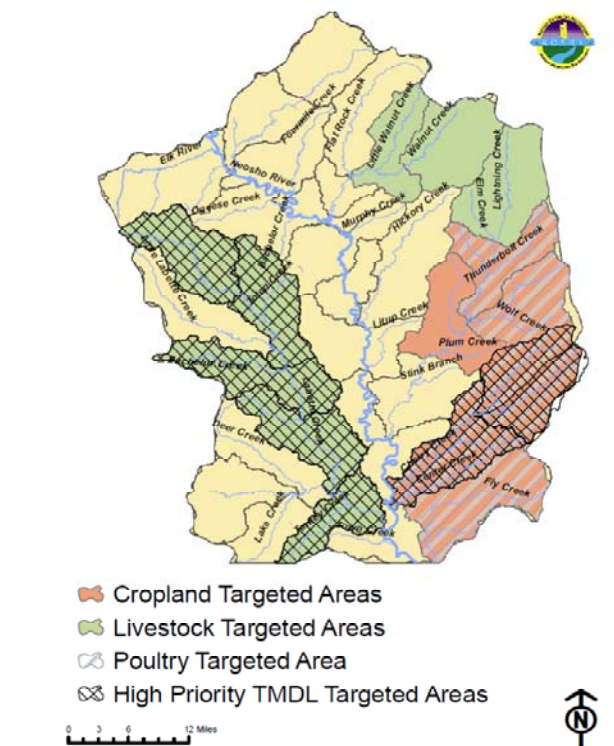 Fourmile Creek
Flat Rock Creek
Little Walnut Creek
Walnut Creek
Lightning Creek
Elm Creek
Elk River
Neosho River
Murphy Creek
Hickory Creek
Thunderbolt Creek
Labette Creek
Litup Creek
Wolf Creek
Plum Creek
Stink Branch
Creek
Deer Creek
Fly Creek
Lake Creek
Creek
Cropland Targeted Areas
Livestock Targeted Areas
Poultry Targeted Area
High Priority TMDL Targeted Areas
0 3 6 12 Miles
N